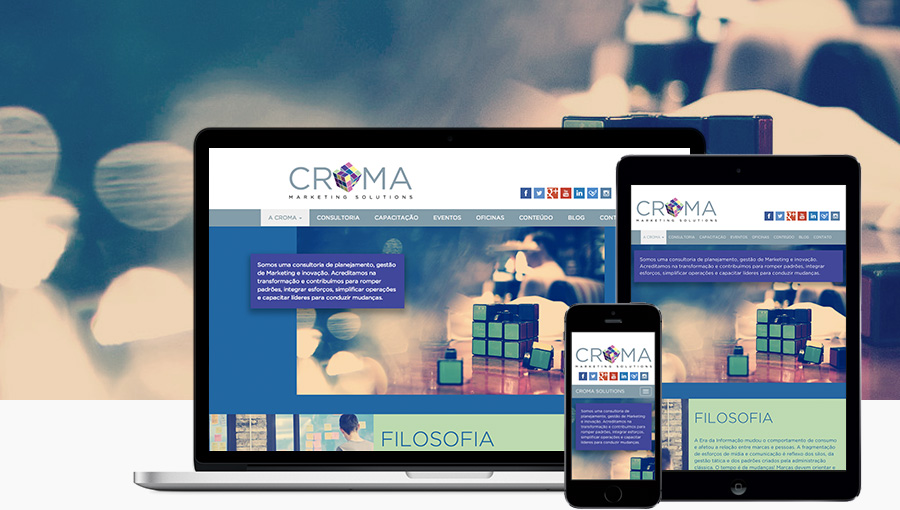 CROMA
MARKETING SOLUTIONS
A CROMA CONSULTORIA CAPACITAÇÃO EVENTOS OFICINAS CONTEÚDO BLOG CONT
Somos uma consultoria de planejamento, gestão
de Marketing e inovação. Acreditamos na
transformação e contribuímos para romper
padrões, integrar esforços, simplificar operações
e capacitar líderes para conduzir mudanças.
FILOSOFIA
CROMA
MARKETING SOLUTIONS
A CROMA CONSULTORIA CAPACITAÇÃO EVENTOS OFICINAS CONTEÚDO BLOG CONTATO
Somos uma consultoria de planejamento, gestão de Marketing e inovação.
Acreditamos na transformação e contribuímos para romper padrões, integrar
esforços, simplificar operações e capacitar líderes para conduzir mudanças.
FILOSOFIA
A Era da Informação mudou o comportamento de consumo
e afetou a relação entre marcas e pessoas. A fragmentação
de esforços de mídia e comunicação é reflexo dos silos, da
gestão tática e dos padrões criados para administração
clássica. O tempo é de mudanças! Marcas devem orientar e
CROMA
MARKETING SOLUTIONS
CROMA SOLUTIONS
Somos uma consultoria de
planejamento, gestão de Marketing
e inovação. Acreditamos na
transformação e contribuímos para
romper padrões, integrar esforços,
simplificar operações e capacitar
líderes para conduzir mudanças.